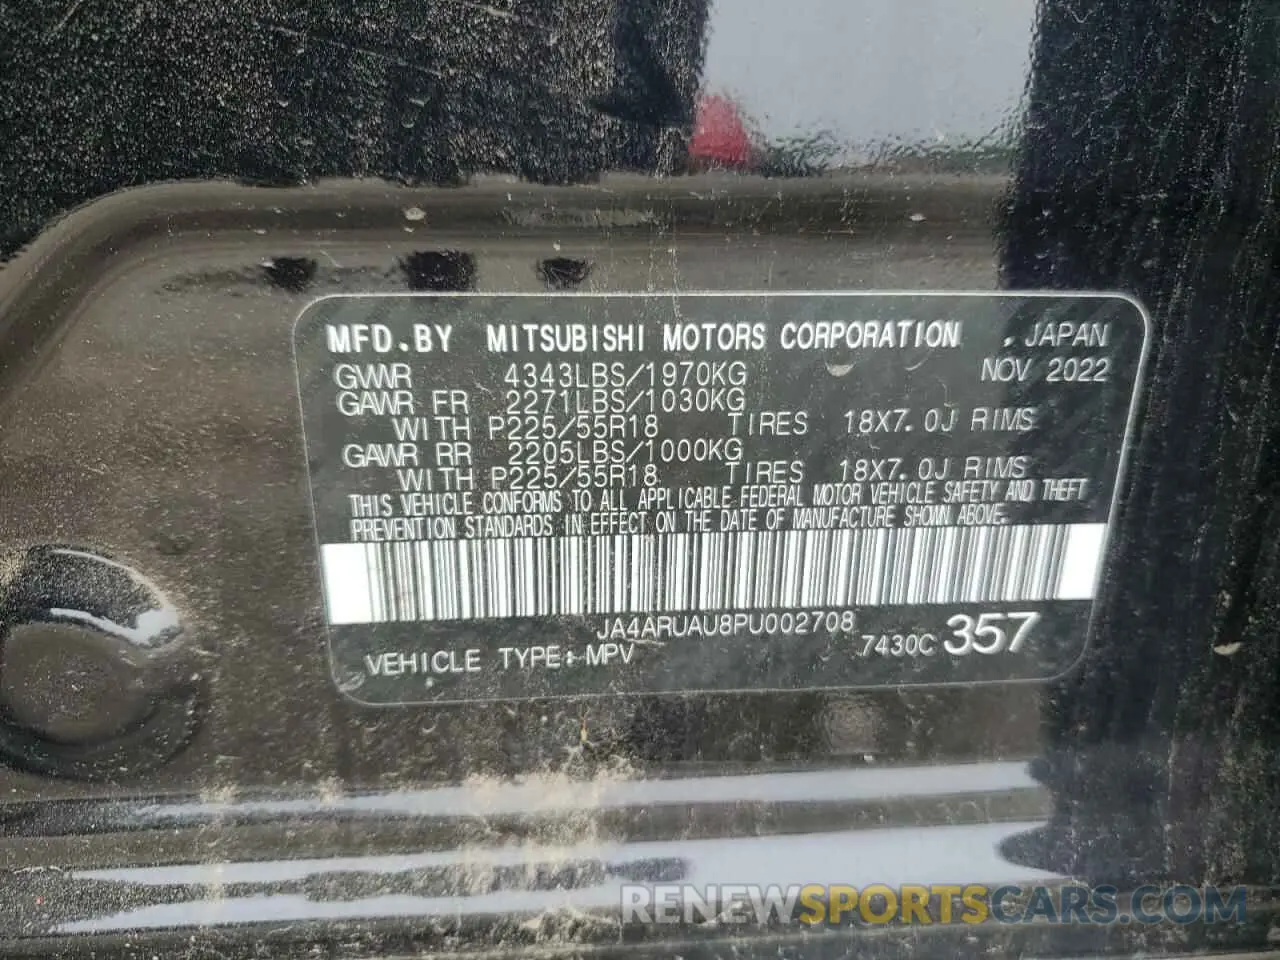 MFD.BY MITSUBISHI MOTORS CORPORATION , JAPAN
GVWR 4343LBS/1970KG NOV 2022
GAWR FR 2271LBS/1030KG
WITH P225/55R18 TIRES 18X7.0J RIMS
GAWR RR 2205LBS/1000KG
WITH P225/55R18 TIRES 18X7.0J RIMS
THIS VEHICLE CONFORMS TO ALL APPLICABLE FEDERAL MOTOR VEHICLE SAFETY AND THEFT
PREVENTION STANDARDS IN EFFECT ON THE DATE OF MANUFACTURE SHOWN ABOVE.
JA4ARUAU8PU002708
VEHICLE TYPE: MPV 7430C 357
RENEWSPORTSCARS.COM